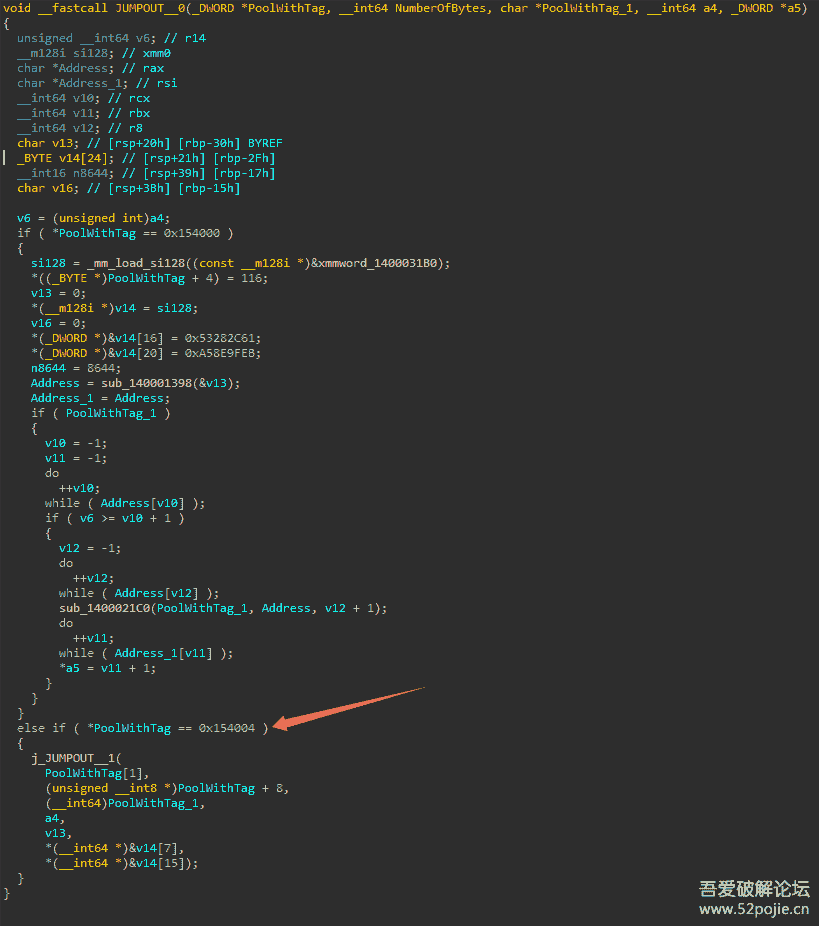 void __fastcall JUMPOUT__0(_DWORD *PoolWithTag, __int64 NumberOfBytes, char *PoolWithTag_1, __int64 a4, _DWORD *a5)
{
  unsigned __int64 v6; // r14
  __m128i si128; // xmm0
  char *Address; // rax
  char *Address_1; // rsi
  __int64 v10; // rcx
  __int64 v11; // rbx
  __int64 v12; // r8
  char v13; // [rsp+20h] [rbp-30h] BYREF
  _BYTE v14[24]; // [rsp+21h] [rbp-2Fh]
  __int16 n8644; // [rsp+39h] [rbp-17h]
  char v16; // [rsp+3Bh] [rbp-15h]

  v6 = (unsigned int)a4;
  if ( *PoolWithTag == 0x154000 )
  {
    si128 = _mm_load_si128((const __m128i *)&xmmword_1400031B0);
    *((_BYTE *)PoolWithTag + 4) = 116;
    v13 = 0;
    *(__m128i *)v14 = si128;
    v16 = 0;
    *(_DWORD *)&v14[16] = 0x53282C61;
    *(_DWORD *)&v14[20] = 0xA58E9FEB;
    n8644 = 8644;
    Address = sub_140001398(&v13);
    Address_1 = Address;
    if ( PoolWithTag_1 )
    {
      v10 = -1;
      v11 = -1;
      do
        ++v10;
      while ( Address[v10] );
      if ( v6 >= v10 + 1 )
      {
        v12 = -1;
        do
          ++v12;
        while ( Address[v12] );
        sub_1400021C0(PoolWithTag_1, Address, v12 + 1);
        do
          ++v11;
        while ( Address_1[v11] );
        *a5 = v11 + 1;
      }
    }
  }
  else if ( *PoolWithTag == 0x154004 )
  {
    j_JUMPOUT__1(
      PoolWithTag[1],
      (unsigned __int8 *)PoolWithTag + 8,
      (__int64)PoolWithTag_1,
      a4,
      v13,
      *(__int64 *)&v14[7],
      *(__int64 *)&v14[15]);
  }
}
吾爱破解论坛
www.52pojie.cn